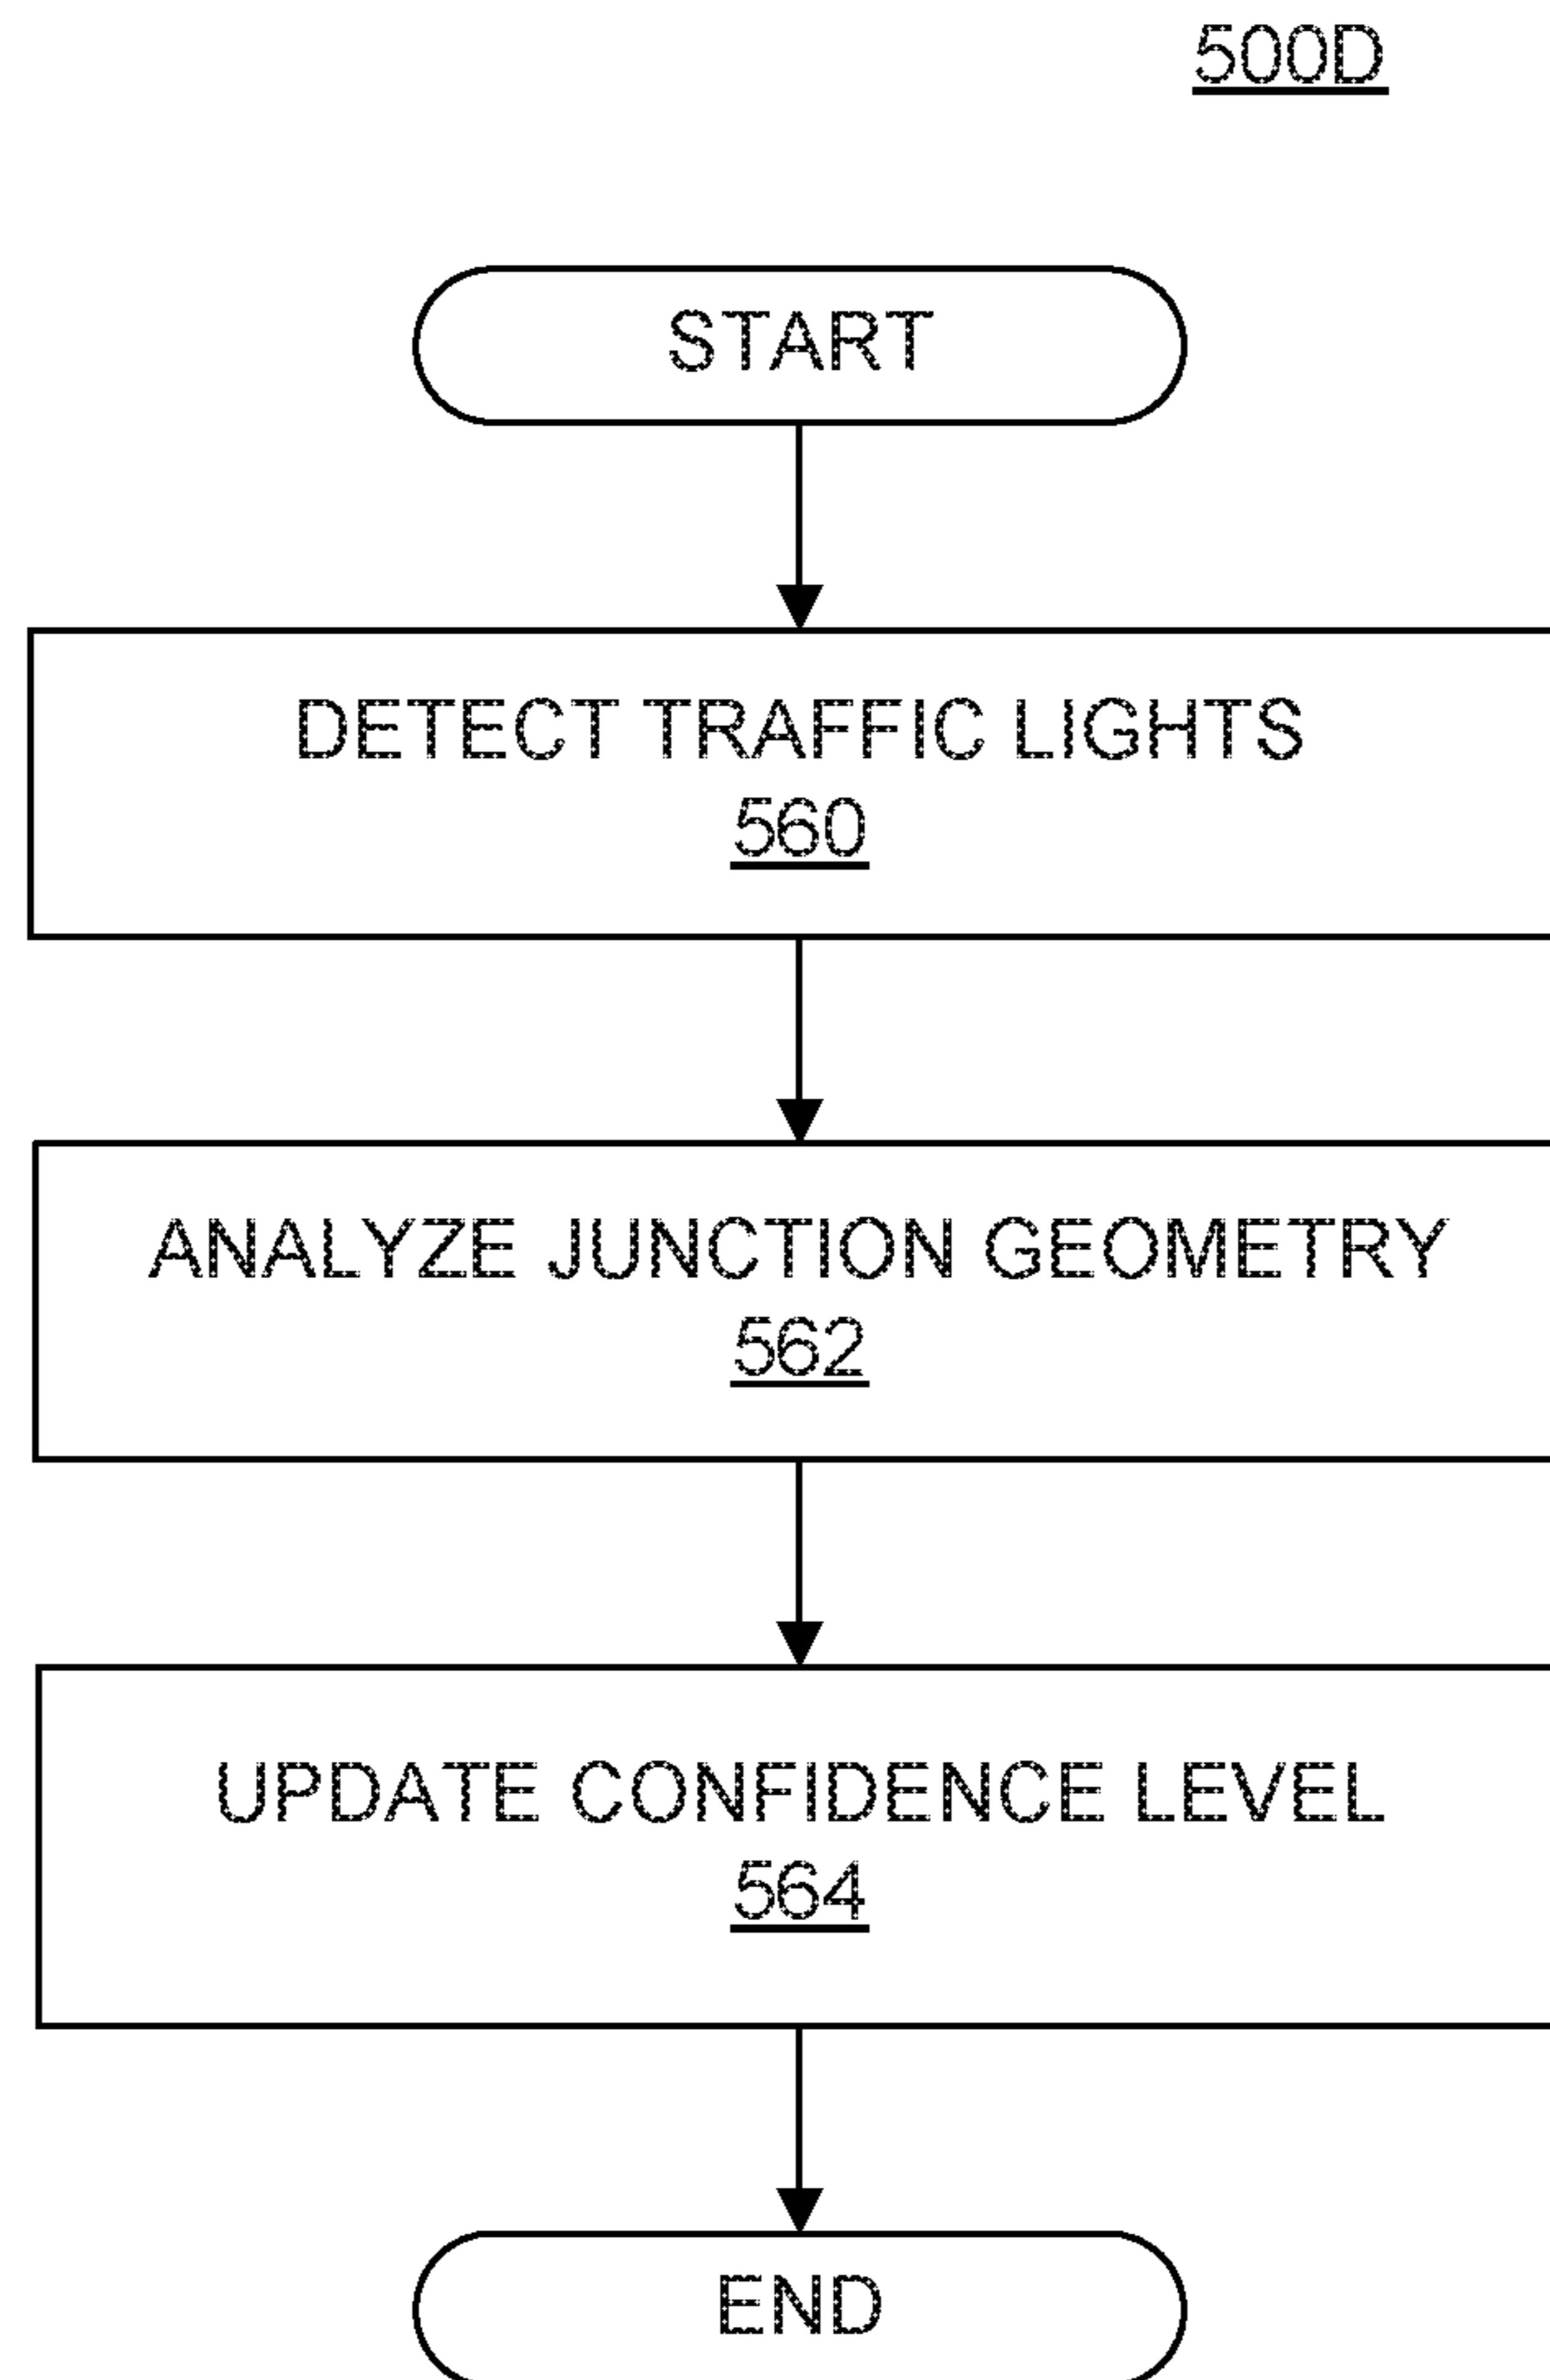 500D
START
DETECT TRAFFIC LIGHTS
560
ANALYZE JUNCTION GEOMETRY
562
UPDATE CONFIDENCE LEVEL
564
END